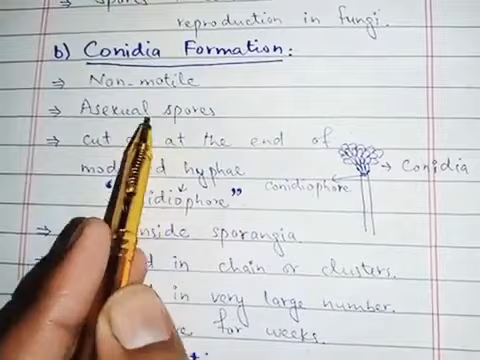 reproduction in fungi.
b) Conidia Formation:
⇒ Non-motile
⇒ Asexual spores
⇒ cut at the end of
hyphae
conidiophore
→ Conidia
"
⇒ inside sporangia
in chain or clusters.
in very large number.
for weeks.